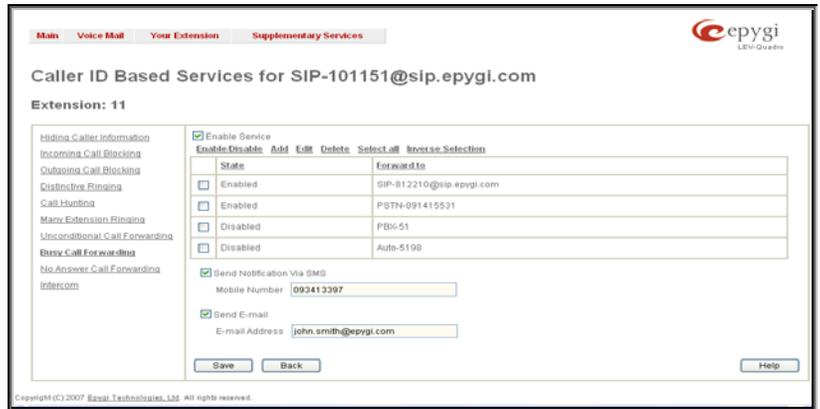 Main Voice Mail Your Extension Supplementary Services
epygi
LEV-Quadro
Caller ID Based Services for SIP-101151@sip.epygi.com
Extension: 11
Hiding Caller Information
Incoming Call Blocking
Outgoing Call Blocking
Distinctive Ringing
Call Hunting
Many Extension Ringing
Unconditional Call Forwarding
Busy Call Forwarding
No Answer Call Forwarding
Intercom
Enable Service
Enable/Disable Add Edit Delete Select all Inverse Selection
State Forward to
Enabled SIP-812210@sip.epygi.com
Enabled PSTN-091415531
Disabled PBX-51
Disabled Auto-5198
Send Notification Via SMS
Mobile Number 093413397
Send E-mail
E-mail Address john.smith@epygi.com
Save Back Help
Copyright (C) 2007 Epygi Technologies, Ltd. All rights reserved.